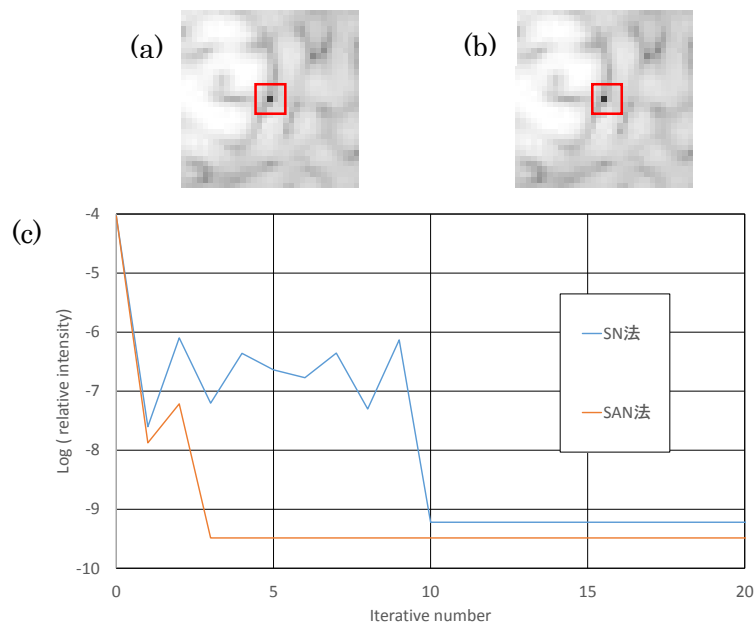 (a)
(b)
(c)
-4
-5
-6
-7
-8
-9
-10
Log ( relative intensity)
0
5
10
15
20
Iterative number
SN法
SAN法